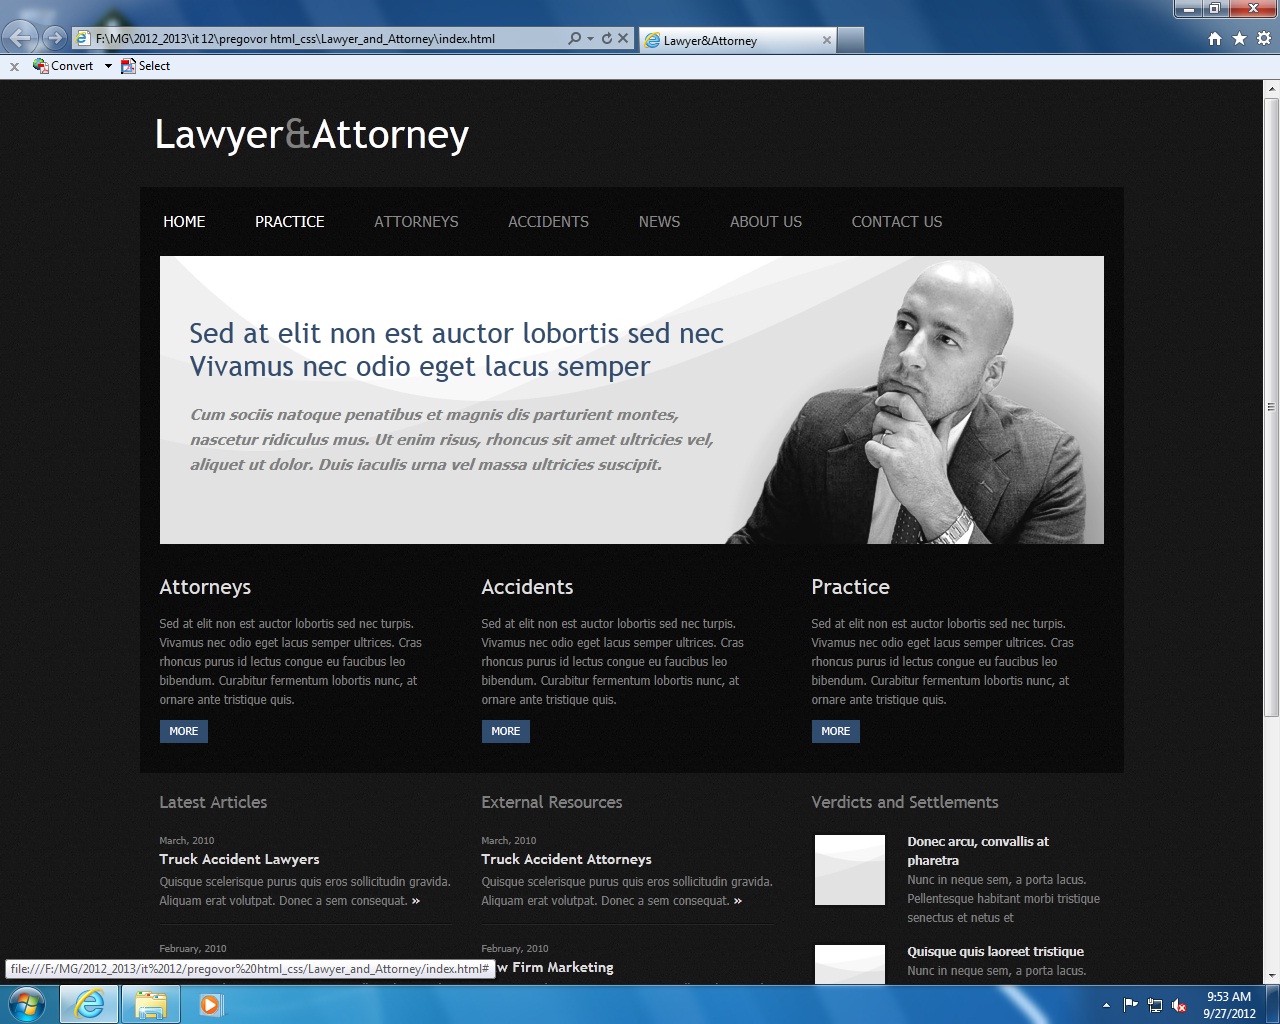 F:\MG\2012_2013\it 12\pregovor html_css\Lawyer_and_Attorney\index.html
Lawyer&Attorney
Convert
Select
Lawyer&Attorney
HOME PRACTICE ATTORNEYS ACCIDENTS NEWS ABOUT US CONTACT US
Sed at elit non est auctor lobortis sed nec
Vivamus nec odio eget lacus semper
Cum sociis natoque penatibus et magnis dis parturient montes,
nascetur ridiculus mus. Ut enim risus, rhoncus sit amet ultricies vel,
aliquet ut dolor. Duis iaculis urna vel massa ultricies suscipit.
Attorneys
Sed at elit non est auctor lobortis sed nec turpis.
Vivamus nec odio eget lacus semper ultrices. Cras
rhoncus purus id lectus congue eu faucibus leo
bibendum. Curabitur fermentum lobortis nunc, at
ornare ante tristique quis.
MORE
Accidents
Sed at elit non est auctor lobortis sed nec turpis.
Vivamus nec odio eget lacus semper ultrices. Cras
rhoncus purus id lectus congue eu faucibus leo
bibendum. Curabitur fermentum lobortis nunc, at
ornare ante tristique quis.
MORE
Practice
Sed at elit non est auctor lobortis sed nec turpis.
Vivamus nec odio eget lacus semper ultrices. Cras
rhoncus purus id lectus congue eu faucibus leo
bibendum. Curabitur fermentum lobortis nunc, at
ornare ante tristique quis.
MORE
Latest Articles
March, 2010
Truck Accident Lawyers
Quisque scelerisque purus quis eros sollicitudin gravida.
Aliquam erat volutpat. Donec a sem consequat. »
February, 2010
External Resources
March, 2010
Truck Accident Attorneys
Quisque scelerisque purus quis eros sollicitudin gravida.
Aliquam erat volutpat. Donec a sem consequat. »
February, 2010
Firm Marketing
Verdicts and Settlements
Donec arcu, convallis at
pharetra
Nunc in neque sem, a porta lacus.
Pellentesque habitant morbi tristique
senectus et netus et
Quisque quis laoreet tristique
Nunc in neque sem, a porta lacus.
file:///F:/MG/2012_2013/it%2012/pregovor%20html_css/Lawyer_and_Attorney/index.html#
9:53 AM
9/27/2012